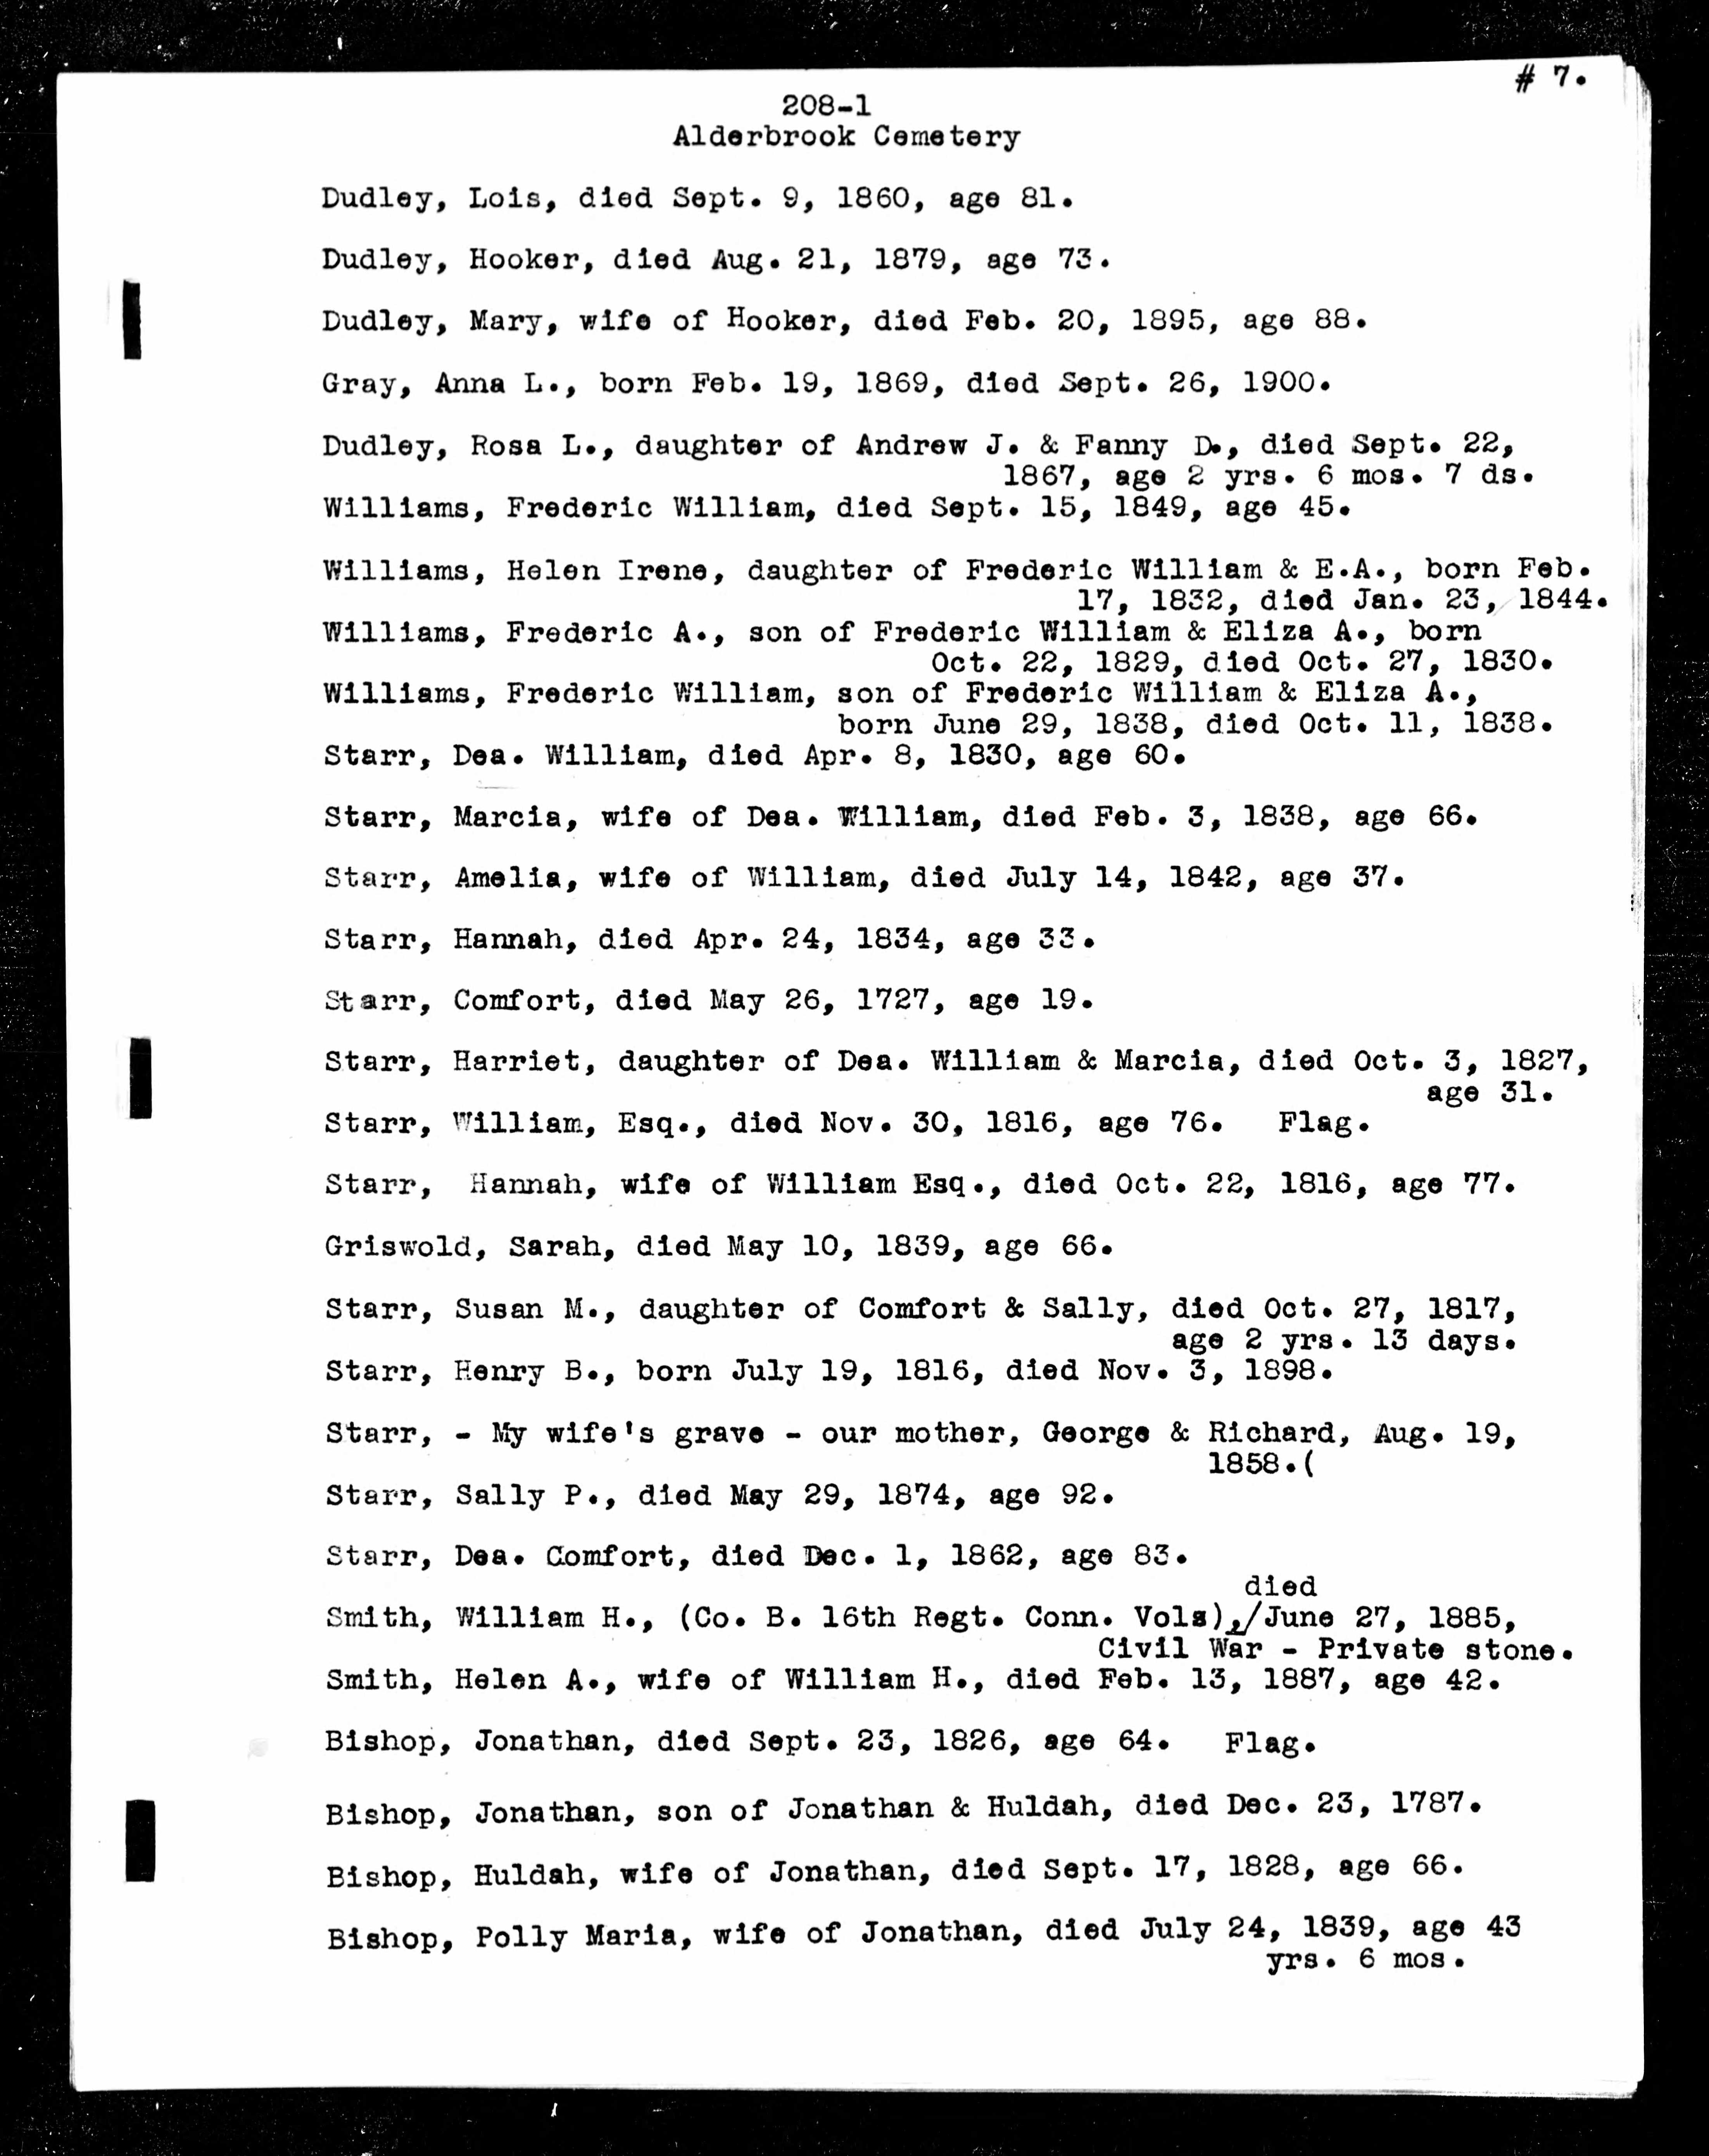 # 7.
208-1
Alderbrook Cemetery
Dudley, Lois, died Sept. 9, 1860, age 81.
Dudley, Hooker, died Aug. 21, 1879, age 73.
Dudley, Mary, wife of Hooker, died Feb. 20, 1895, age 88.
Gray, Anna L., born Feb. 19, 1869, died Sept. 26, 1900.
Dudley, Rosa L., daughter of Andrew J. & Fanny D., died Sept. 22,
1867, age 2 yrs. 6 mos. 7 ds.
Williams, Frederic William, died Sept. 15, 1849, age 45.
Williams, Helen Irene, daughter of Frederic William & E.A., born Feb.
17, 1832, died Jan. 23, 1844.
Williams, Frederic A., son of Frederic William & Eliza A., born
Oct. 22, 1829, died Oct. 27, 1830.
Williams, Frederic William, son of Frederic William & Eliza A.,
born June 29, 1838, died Oct. 11, 1838.
Starr, Dea. William, died Apr. 8, 1830, age 60.
Starr, Marcia, wife of Dea. William, died Feb. 3, 1838, age 66.
Starr, Amelia, wife of William, died July 14, 1842, age 37.
Starr, Hannah, died Apr. 24, 1834, age 33.
Starr, Comfort, died May 26, 1727, age 19.
Starr, Harriet, daughter of Dea. William & Marcia, died Oct. 3, 1827,
age 31.
Starr, William, Esq., died Nov. 30, 1816, age 76. Flag.
Starr, Hannah, wife of William Esq., died Oct. 22, 1816, age 77.
Griswold, Sarah, died May 10, 1839, age 66.
Starr, Susan M., daughter of Comfort & Sally, died Oct. 27, 1817,
age 2 yrs. 13 days.
Starr, Henry B., born July 19, 1816, died Nov. 3, 1898.
Starr, - My wife's grave - our mother, George & Richard, Aug. 19,
1858.(
Starr, Sally P., died May 29, 1874, age 92.
Starr, Dea. Comfort, died Dec. 1, 1862, age 83.
died
Smith, William H., (Co. B. 16th Regt. Conn. Vols),/June 27, 1885,
Civil War - Private stone.
Smith, Helen A., wife of William H., died Feb. 13, 1887, age 42.
Bishop, Jonathan, died Sept. 23, 1826, age 64. Flag.
Bishop, Jonathan, son of Jonathan & Huldah, died Dec. 23, 1787.
Bishop, Huldah, wife of Jonathan, died Sept. 17, 1828, age 66.
Bishop, Polly Maria, wife of Jonathan, died July 24, 1839, age 43
yrs. 6 mos.